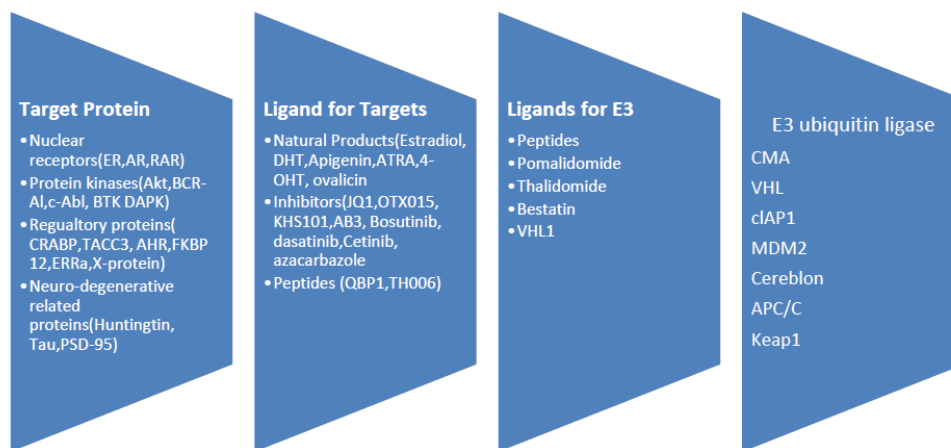 Target Protein
•Nuclear
receptors(ER,AR,RAR)
•Protein kinases(Akt,BCR-
Al,c-Abl, BTK DAPK)
•Regualtory proteins(
CRABP,TACC3, AHR,FKBP
12,ERRa,X-protein)
•Neuro-degenerative
related
proteins(Huntingtin,
Tau,PSD-95)
Ligand for Targets
•Natural Products(Estradiol,
DHT,Apigenin,ATRA,4-
OHT, ovalicin
•Inhibitors(JQ1,OTX015,
KHS101,AB3, Bosutinib,
dasatinib,Cetinib,
azacarbazole
•Peptides (QBP1,TH006)
Ligands for E3
•Peptides
•Pomalidomide
•Thalidomide
•Bestatin
•VHL1
E3 ubiquitin ligase
CMA
VHL
clAP1
MDM2
Cereblon
APC/C
Keap1